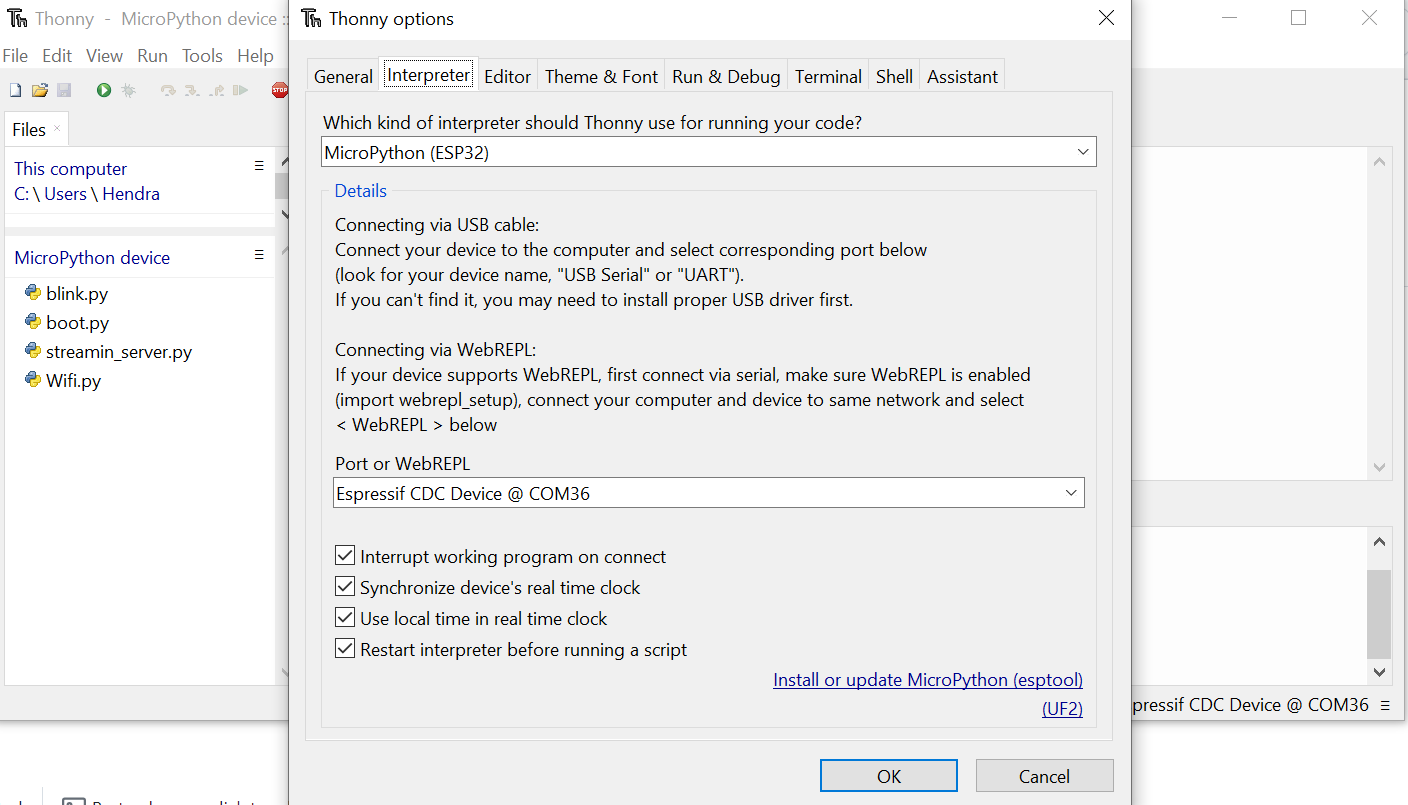 Thonny - MicroPython device ::
Thonny options
File Edit View Run Tools Help
General Interpreter Editor Theme & Font Run & Debug Terminal Shell Assistant
STOP
Files
This computer
C: \ Users \ Hendra
MicroPython device
blink.py
boot.py
streamin_server.py
Wifi.py
Which kind of interpreter should Thonny use for running your code?
MicroPython (ESP32)
Details
Connecting via USB cable:
Connect your device to the computer and select corresponding port below
(look for your device name, "USB Serial" or "UART").
If you can't find it, you may need to install proper USB driver first.
Connecting via WebREPL:
If your device supports WebREPL, first connect via serial, make sure WebREPL is enabled
(import webrepl_setup), connect your computer and device to same network and select
< WebREPL > below
Port or WebREPL
Espressif CDC Device @ COM36
Interrupt working program on connect
Synchronize device's real time clock
Use local time in real time clock
Restart interpreter before running a script
Install or update MicroPython (esptool)
(UF2)
pressif CDC Device @ COM36
OK Cancel